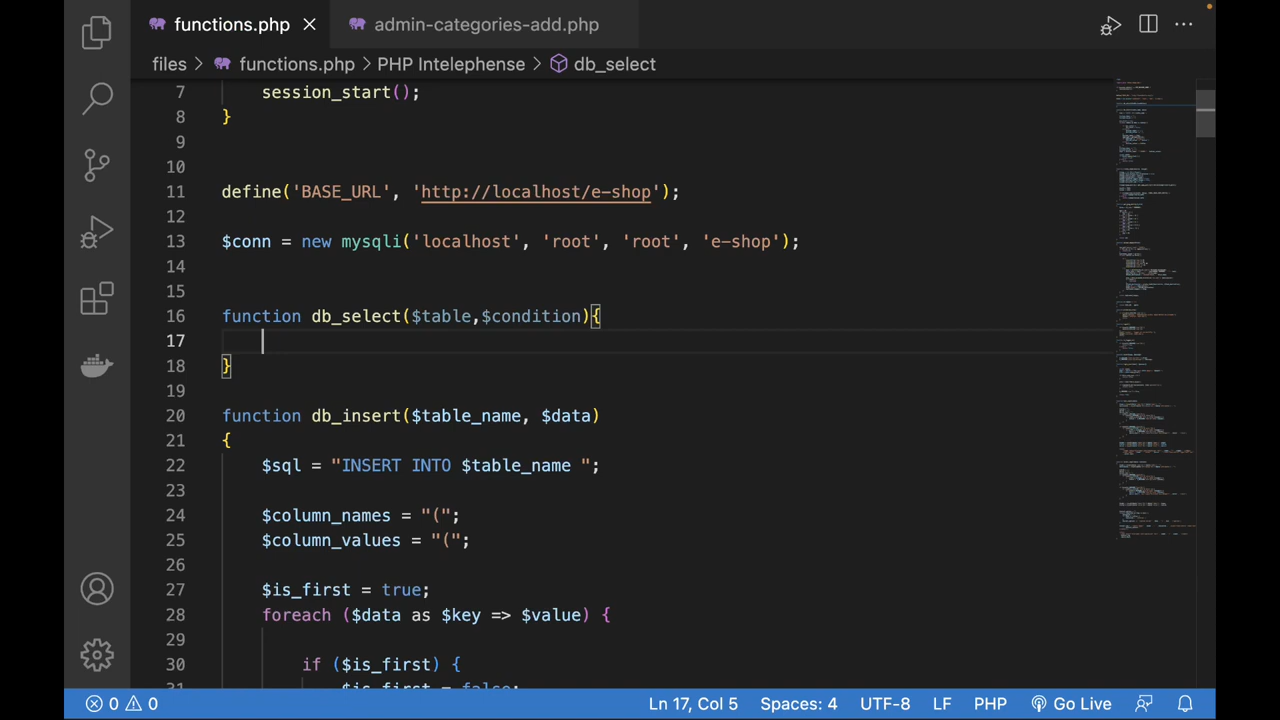 functions.php
admin-categories-add.php
files > functions.php > PHP Intelephense > db_select
7 session_start();
8 }
9
10
11 define('BASE_URL', 'http://localhost/e-shop');
12
13 $conn = new mysqli('localhost', 'root', 'root', 'e-shop');
14
15
16 function db_select($table,$condition){
17
18 }
19
20 function db_insert($table_name, $data)
21 {
22 $sql = "INSERT INTO $table_name ";
23
24 $column_names = "(";
25 $column_values = "(";
26
27 $is_first = true;
28 foreach ($data as $key => $value) {
29
30 if ($is_first) {
31 $is_first = false;
0 0 Ln 17, Col 5 Spaces: 4 UTF-8 LF PHP Go Live